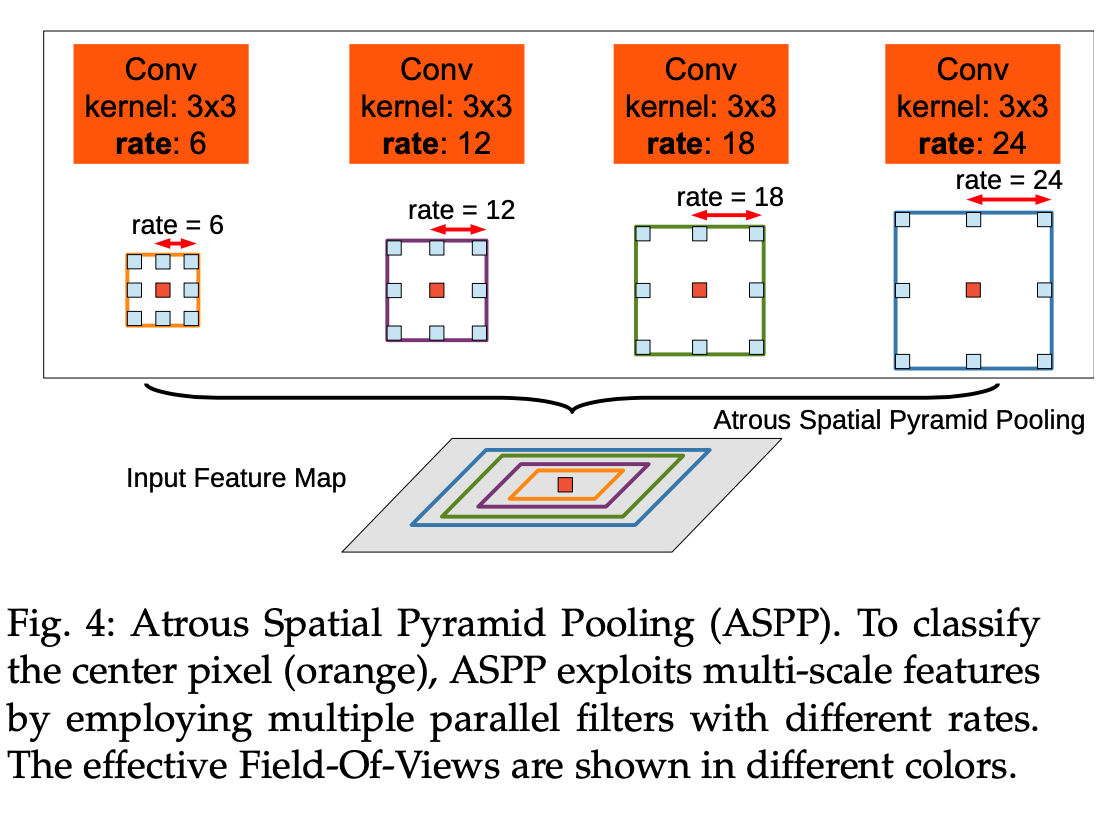 Conv
kernel: 3x3
rate: 6
Conv
kernel: 3x3
rate: 12
Conv
kernel: 3x3
rate: 18
Conv
kernel: 3x3
rate: 24
rate = 6
rate = 12
rate = 18
rate = 24
Atrous Spatial Pyramid Pooling
Input Feature Map
Fig. 4: Atrous Spatial Pyramid Pooling (ASPP). To classify
the center pixel (orange), ASPP exploits multi-scale features
by employing multiple parallel filters with different rates.
The effective Field-Of-Views are shown in different colors.